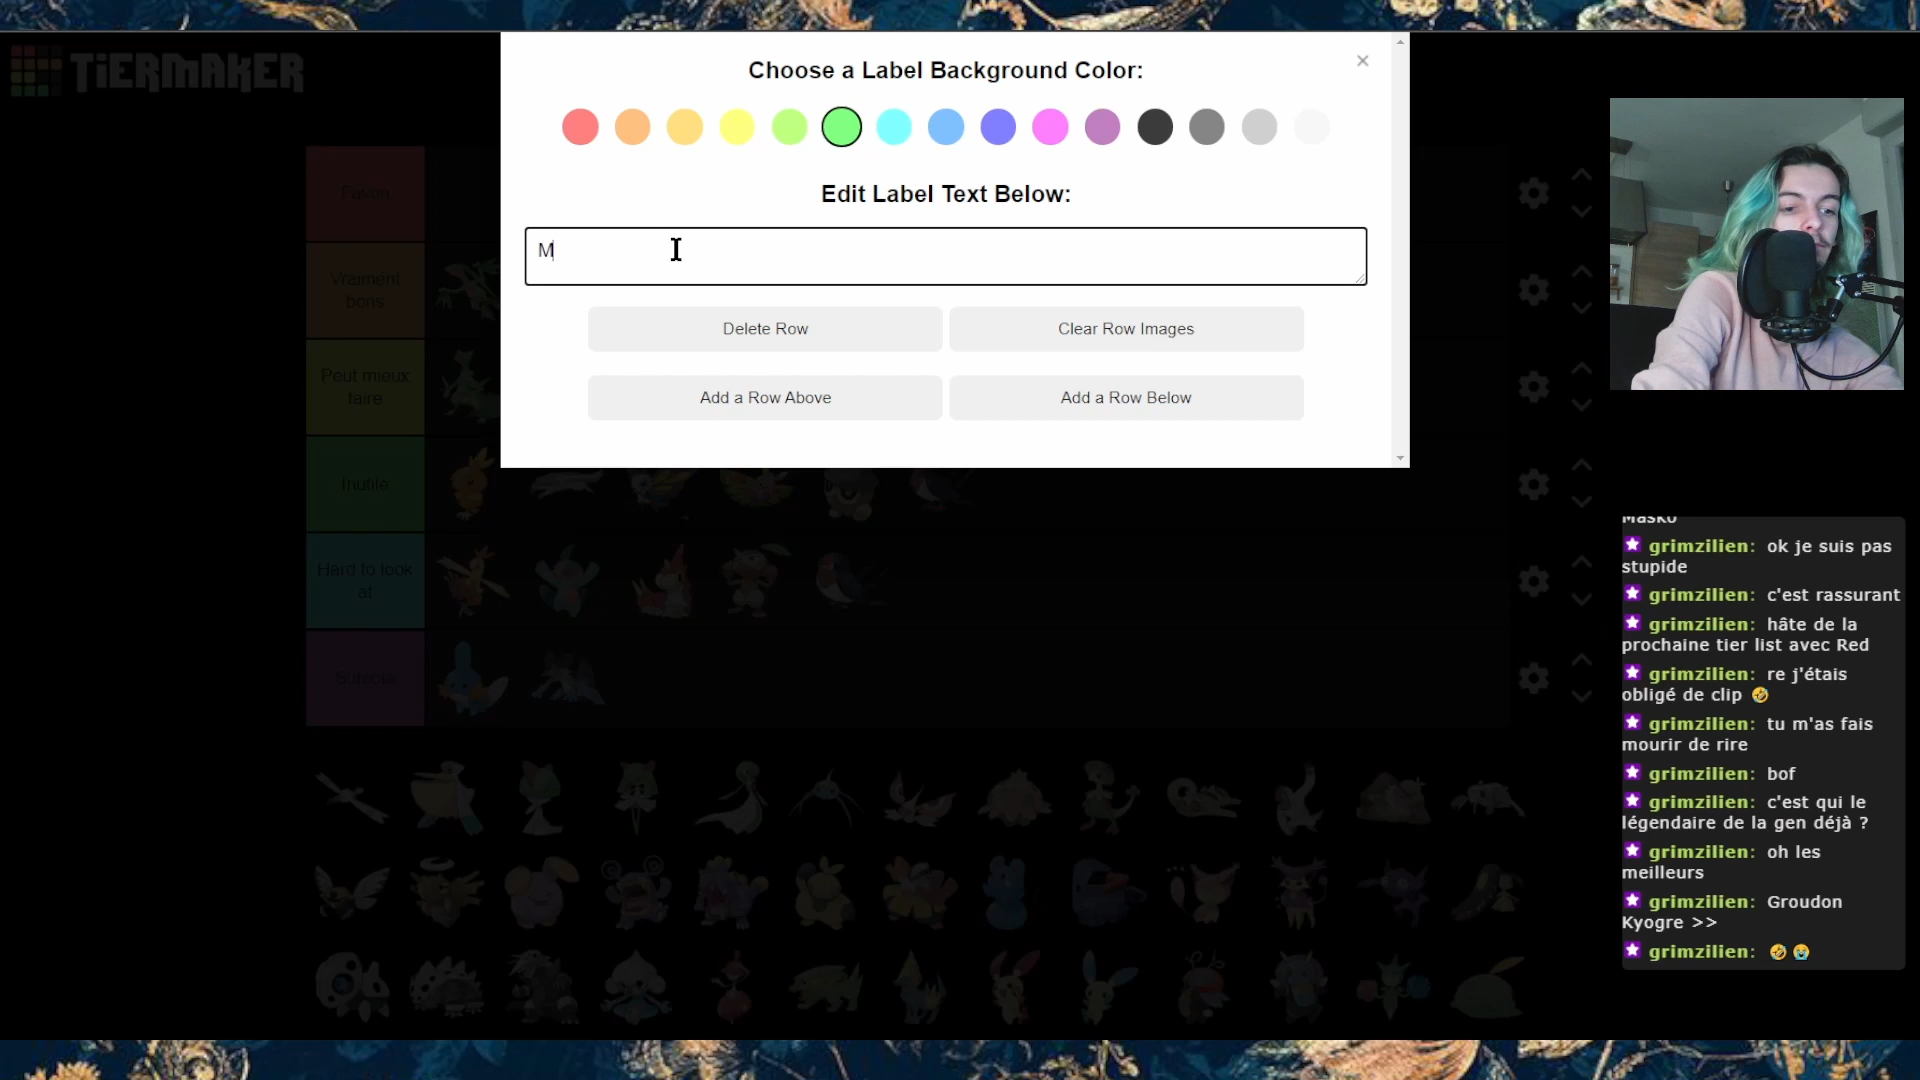 TiERMAKER
Choose a Label Background Color:
×
Edit Label Text Below:
M
Delete Row
Clear Row Images
Add a Row Above
Add a Row Below
Favori
Vraiment
bons
Peut mieux
faire
Inutile
Hard to look
at
Masko
grimzilien: ok je suis pas
stupide
grimzilien: c'est rassurant
grimzilien: hâte de la
prochaine tier list avec Red
grimzilien: re j'étais
obligé de clip 🤣
grimzilien: tu m'as fais
mourir de rire
grimzilien: bof
grimzilien: c'est qui le
légendaire de la gen déjà ?
grimzilien: oh les
meilleurs
grimzilien: Groudon
Kyogre >>
grimzilien: 🤣 😭